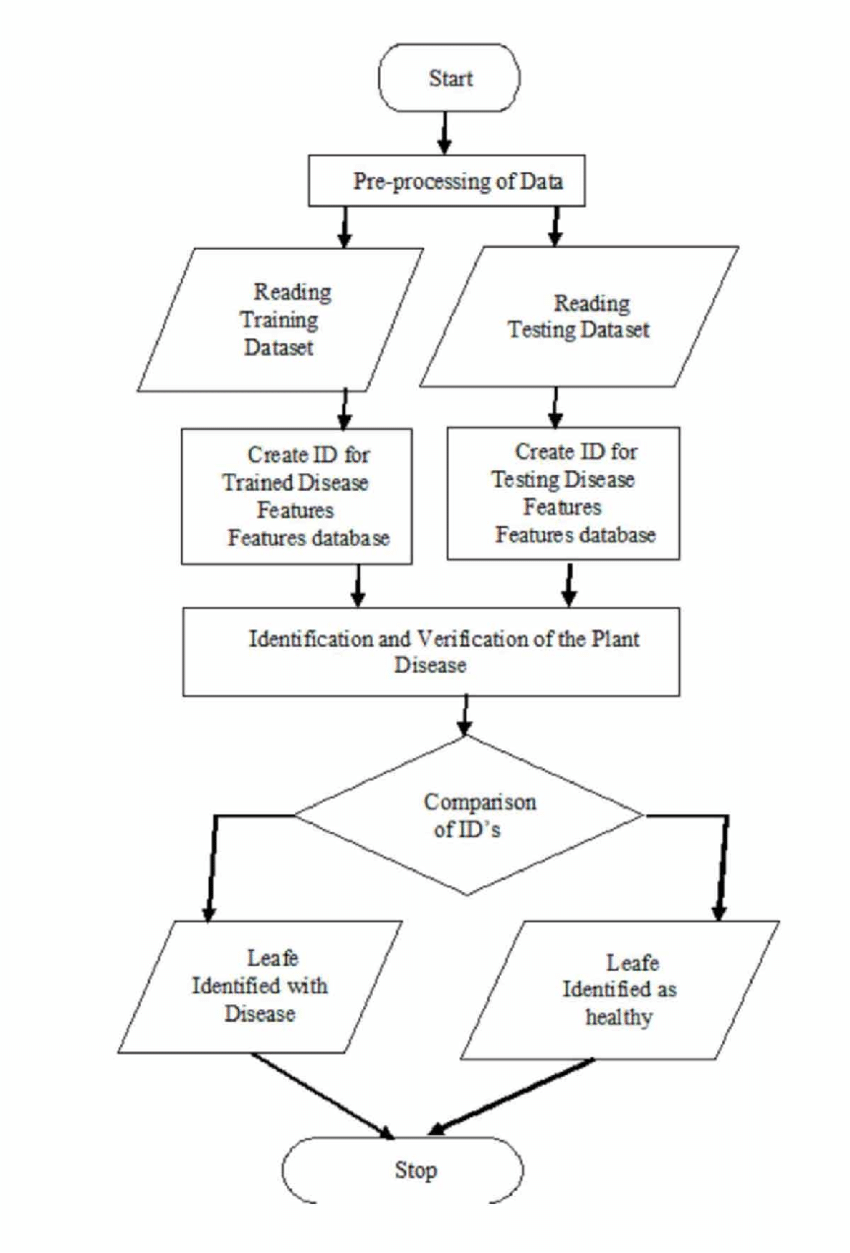 Start
Pre-processing of Data
Reading
Training
Dataset
Reading
Testing Dataset
Create ID for
Trained Disease
Features
Features database
Create ID for
Testing Disease
Features
Features database
Identification and Verification of the Plant
Disease
Comparison
of ID's
Leafe
Identified with
Disease
Leafe
Identified as
healthy
Stop